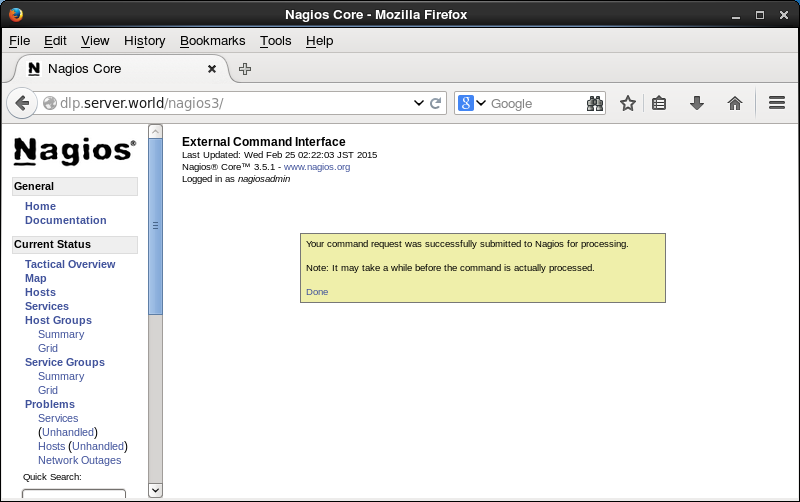 Nagios Core - Mozilla Firefox
File Edit View History Bookmarks Tools Help
Nagios Core
dlp.server.world/nagios3/
Google
Nagios®
General
Home
Documentation
Current Status
Tactical Overview
Map
Hosts
Services
Host Groups
Summary
Grid
Service Groups
Summary
Grid
Problems
Services
(Unhandled)
Hosts (Unhandled)
Network Outages
Quick Search:
External Command Interface
Last Updated: Wed Feb 25 02:22:03 JST 2015
Nagios® Core™ 3.5.1 - www.nagios.org
Logged in as nagiosadmin
Your command request was successfully submitted to Nagios for processing.
Note: It may take a while before the command is actually processed.
Done